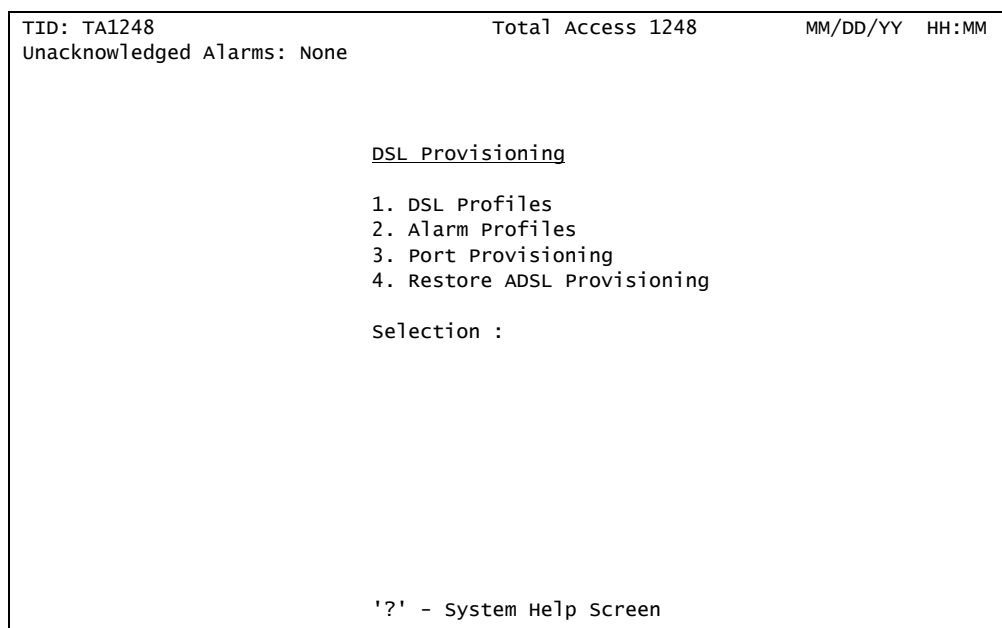 TID: TA1248 Total Access 1248 MM/DD/YY HH:MM
Unacknowledged Alarms: None
DSL Provisioning
1. DSL Profiles
2. Alarm Profiles
3. Port Provisioning
4. Restore ADSL Provisioning
Selection :
'?' - System Help Screen